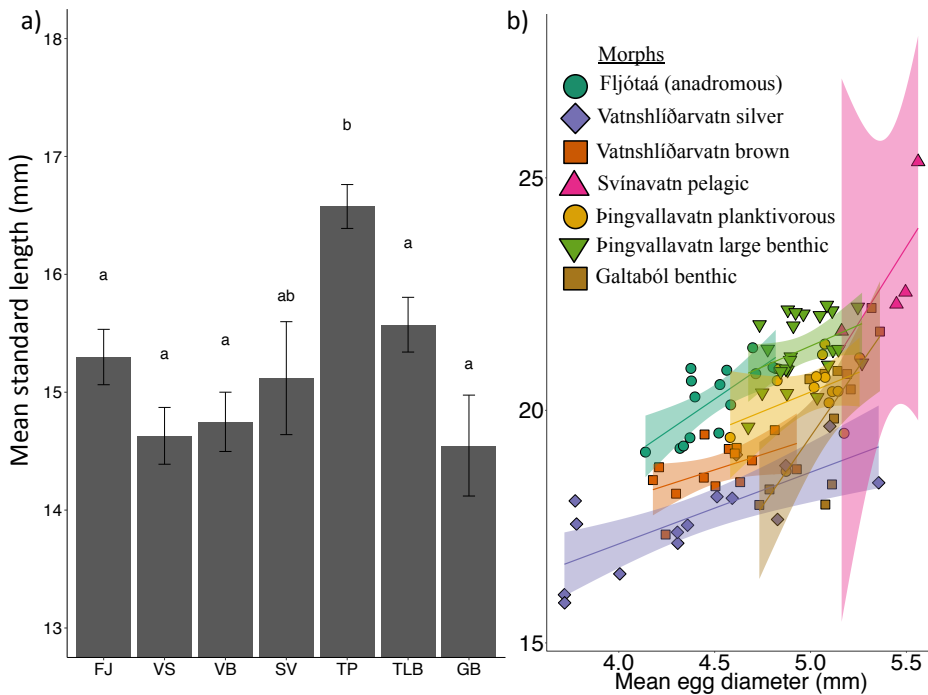 a)
18
17
16
15
14
13
Mean standard length (mm)
a
a
a
ab
b
a
a
FJ VS VB SV TP TLB GB
b)
25
20
15
Morphs
Fljótaá (anadromous)
Vatnshlíðarvatn silver
Vatnshlíðarvatn brown
Svínavatn pelagic
Þingvallavatn planktivorous
Þingvallavatn large benthic
Galtaból benthic
4.0 4.5 5.0 5.5
Mean egg diameter (mm)